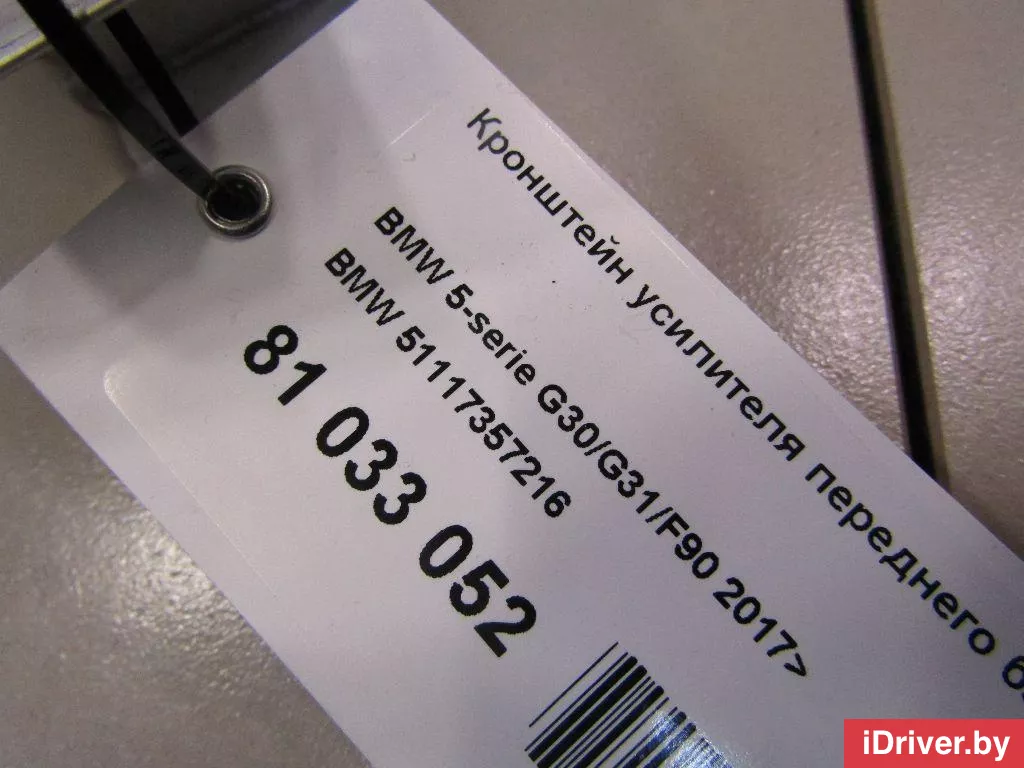 Кронштейн усилителя переднего
BMW 5-serie G30/G31/F90 2017>
BMW 51117357216
81 033 052
iDriver.by